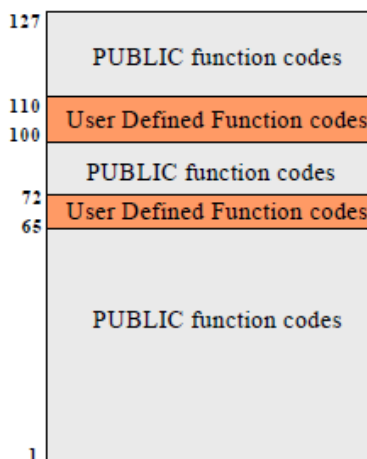 127
PUBLIC function codes
110
User Defined Function codes
100
PUBLIC function codes
72
User Defined Function codes
65
PUBLIC function codes
1